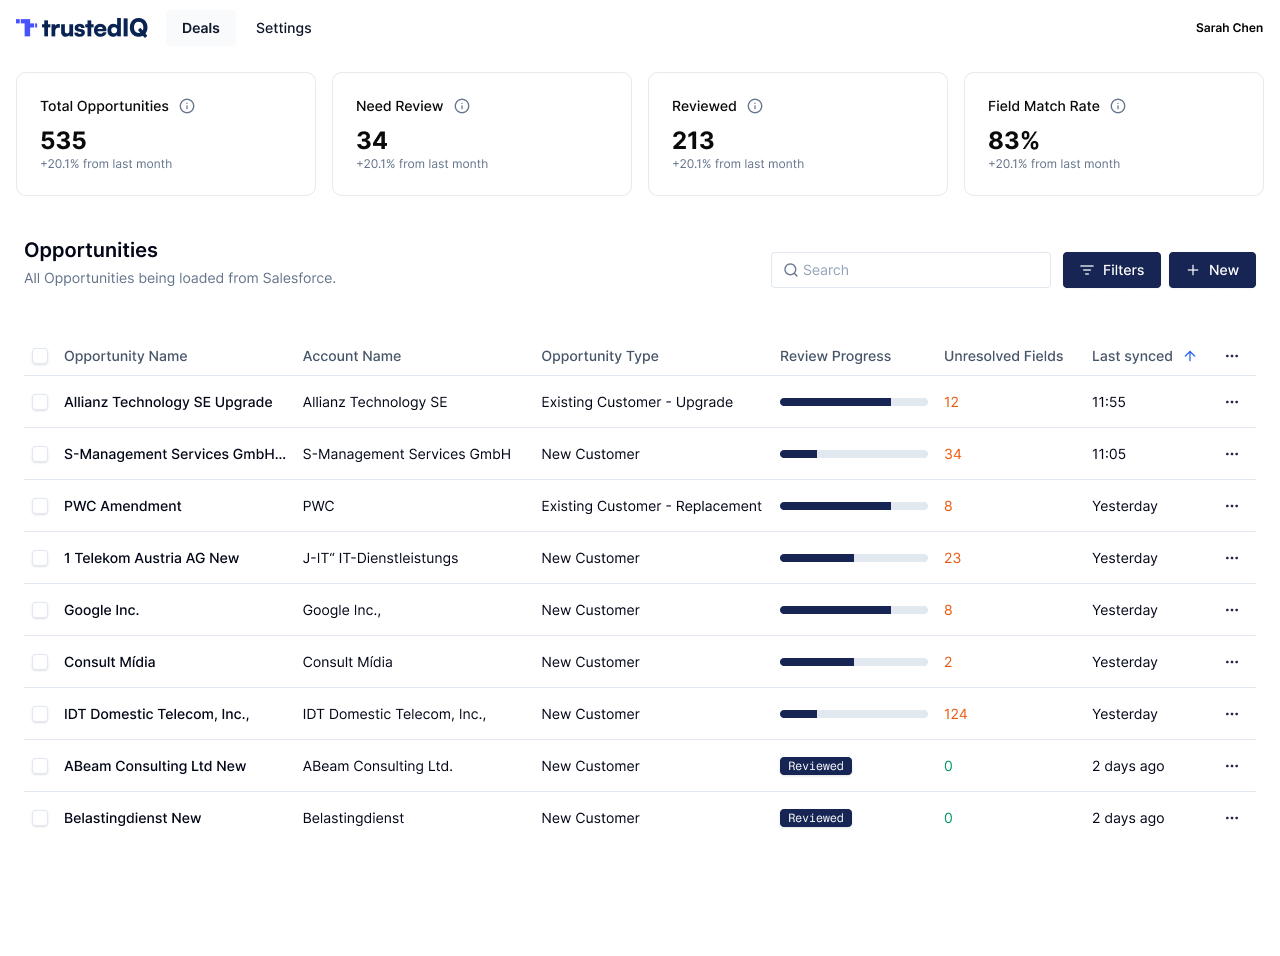 trustedIQ Deals Settings Sarah Chen
Total Opportunities Need Review Reviewed Field Match Rate
535 34 213 83%
+20.1% from last month +20.1% from last month +20.1% from last month +20.1% from last month
Opportunities
All Opportunities being loaded from Salesforce.
Search Filters New
Opportunity Name Account Name Opportunity Type Review Progress Unresolved Fields Last synced
Allianz Technology SE Upgrade Allianz Technology SE Existing Customer - Upgrade 12 11:55
S-Management Services GmbH... S-Management Services GmbH New Customer 34 11:05
PWC Amendment PWC Existing Customer - Replacement 8 Yesterday
1 Telekom Austria AG New J-IT“ IT-Dienstleistungs New Customer 23 Yesterday
Google Inc. Google Inc., New Customer 8 Yesterday
Consult Mídia Consult Mídia New Customer 2 Yesterday
IDT Domestic Telecom, Inc., IDT Domestic Telecom, Inc., New Customer 124 Yesterday
ABeam Consulting Ltd New ABeam Consulting Ltd. New Customer Reviewed 0 2 days ago
Belastingdienst New Belastingdienst New Customer Reviewed 0 2 days ago